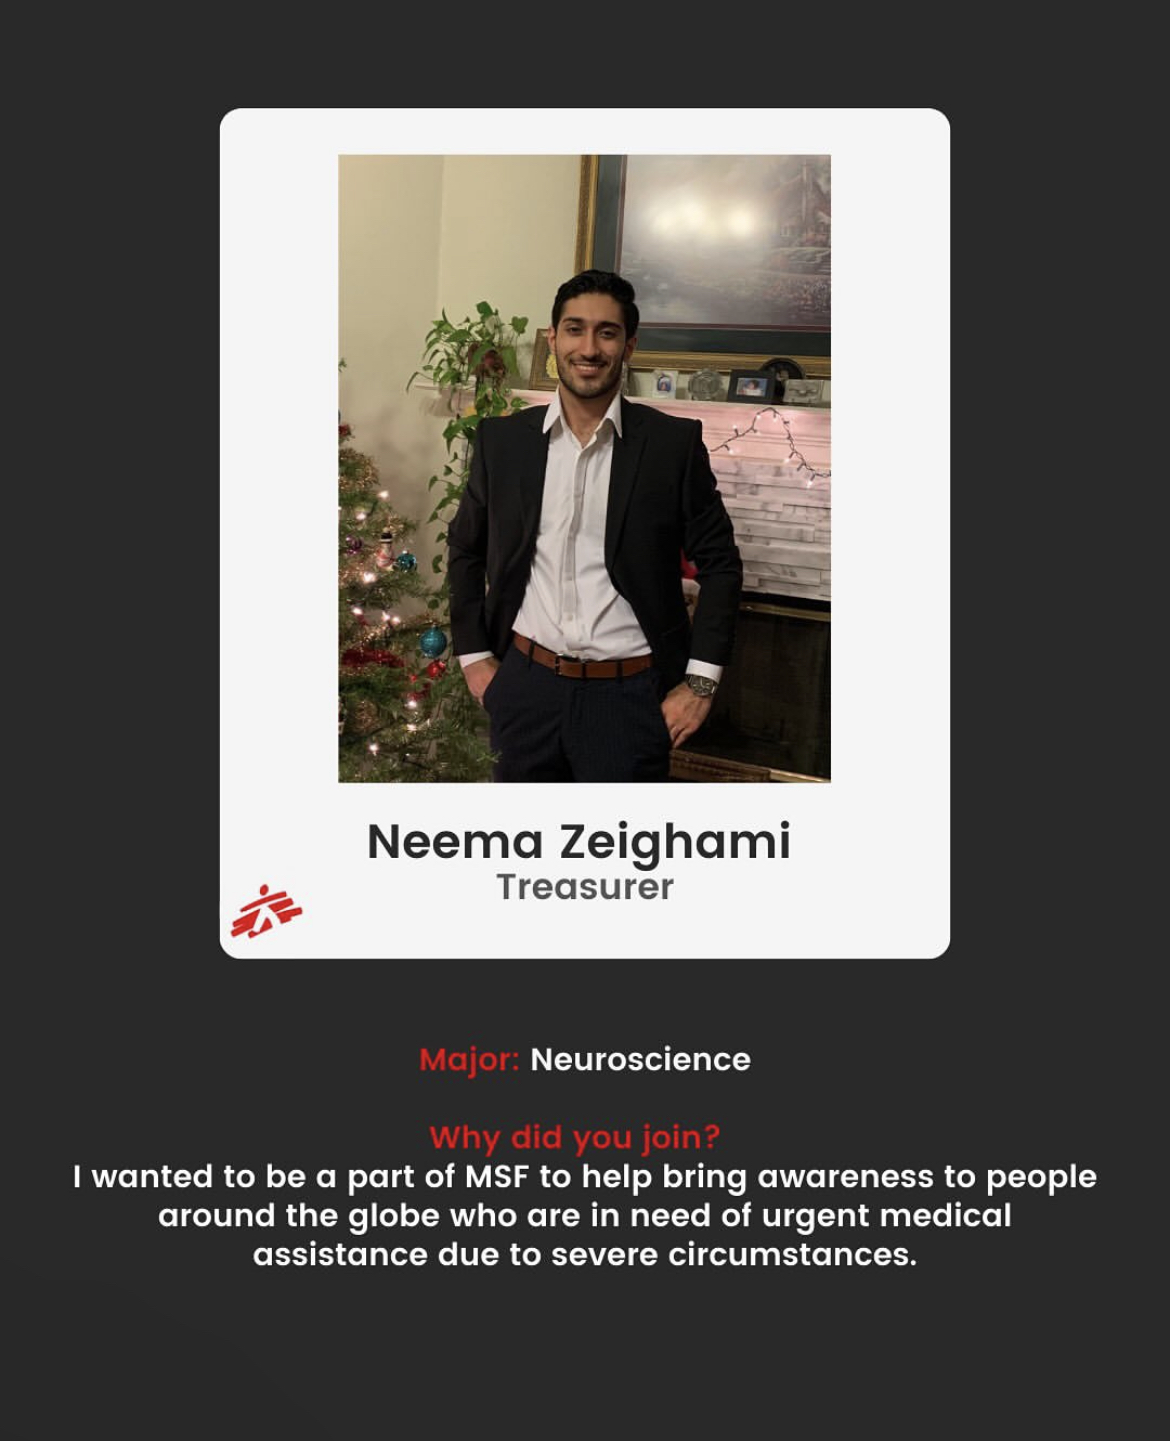 Neema Zeighami
Treasurer
Major: Neuroscience
Why did you join?
I wanted to be a part of MSF to help bring awareness to people
around the globe who are in need of urgent medical
assistance due to severe circumstances.